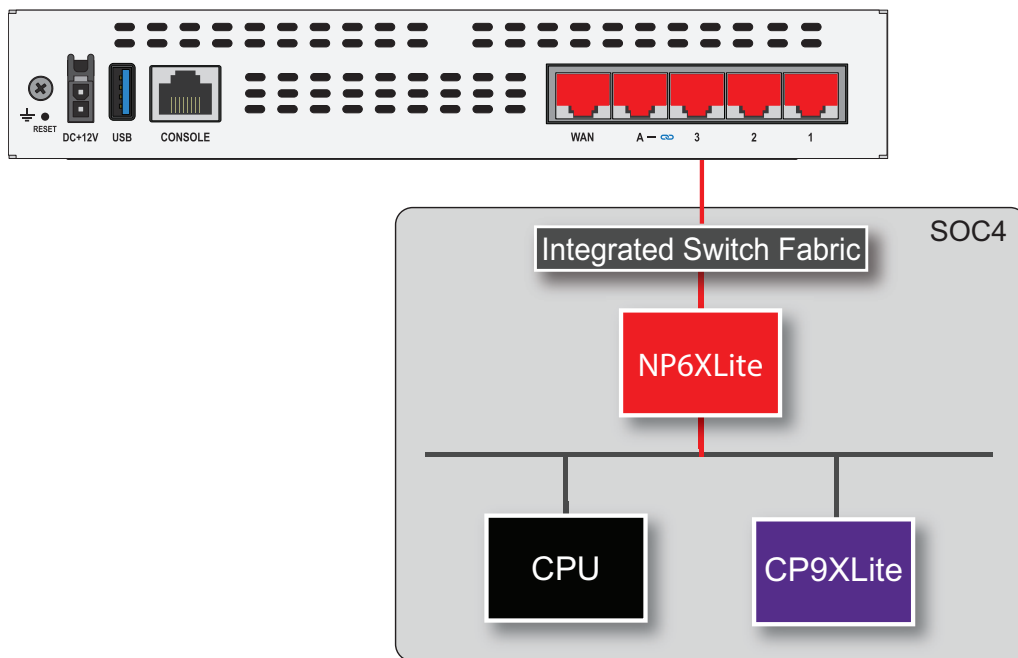 RESET DC+12V USB CONSOLE WAN A 3 2 1
SOC4
Integrated Switch Fabric
NP6XLite
CPU CP9XLite